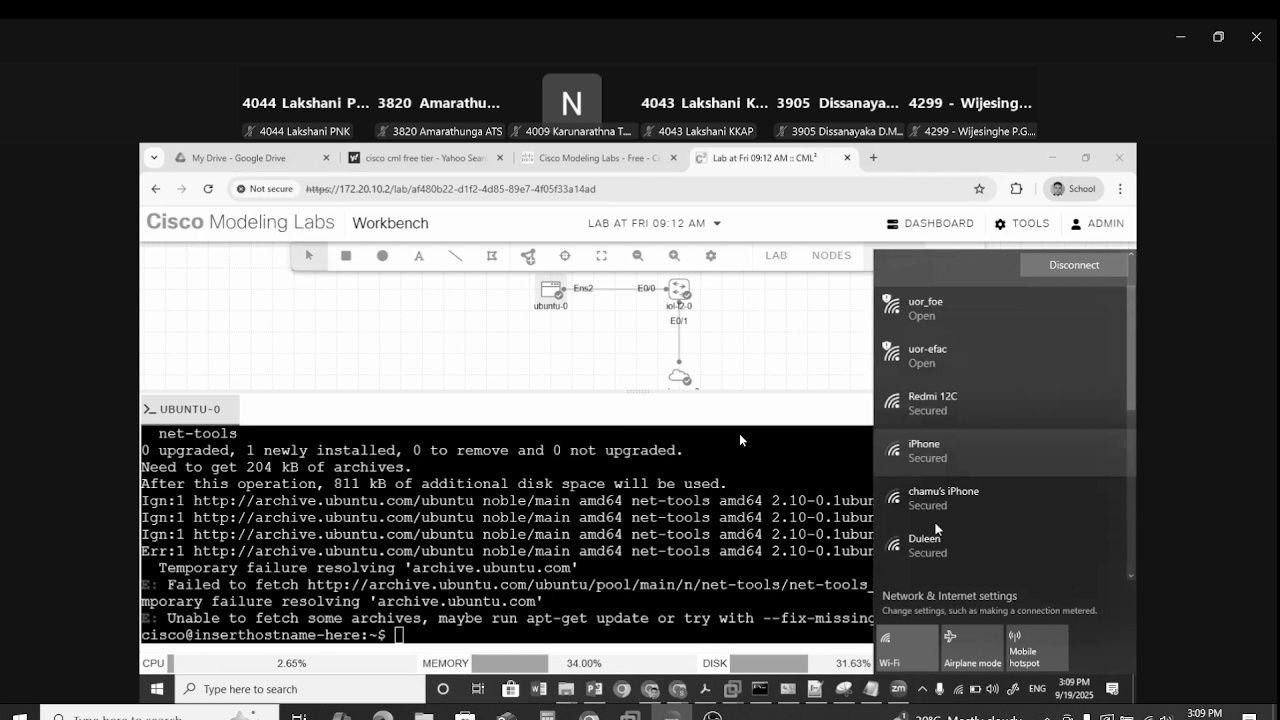 4044 Lakshani P... 3820 Amarathu... N 4043 Lakshani K... 3905 Dissanaya... 4299 - Wijesing...
4044 Lakshani PNK 3820 Amarathunga ATS 4009 Karunarathna T... 4043 Lakshani KKAP 3905 Dissanayaka D.M... 4299 - Wijesinghe P.G....
My Drive - Google Drive cisco cml free tier - Yahoo Sear Cisco Modeling Labs - Free - C Lab at Fri 09:12 AM :: CML²
Not secure https://172.20.10.2/lab/af480b22-d1f2-4d85-89e7-4f05f33a14ad School
Cisco Modeling Labs Workbench LAB AT FRI 09:12 AM DASHBOARD TOOLS ADMIN
LAB NODES
Disconnect
Ens2 E0/0
ubuntu-0 iol-l2-0
E0/1
uor_foe
Open
uor-efac
Open
Redmi 12C
Secured
iPhone
Secured
chamu's iPhone
Secured
Duleen
Secured
Network & Internet settings
Change settings, such as making a connection metered.
Wi-Fi Airplane mode Mobile hotspot
UBUNTU-0
net-tools
0 upgraded, 1 newly installed, 0 to remove and 0 not upgraded.
Need to get 204 kB of archives.
After this operation, 811 kB of additional disk space will be used.
Ign:1 http://archive.ubuntu.com/ubuntu noble/main amd64 net-tools amd64 2.10-0.1ubun
Ign:1 http://archive.ubuntu.com/ubuntu noble/main amd64 net-tools amd64 2.10-0.1ubun
Ign:1 http://archive.ubuntu.com/ubuntu noble/main amd64 net-tools amd64 2.10-0.1ubun
Err:1 http://archive.ubuntu.com/ubuntu noble/main amd64 net-tools amd64 2.10-0.1ubun
Temporary failure resolving 'archive.ubuntu.com'
E: Failed to fetch http://archive.ubuntu.com/ubuntu/pool/main/n/net-tools/net-tools_
mporary failure resolving 'archive.ubuntu.com'
E: Unable to fetch some archives, maybe run apt-get update or try with --fix-missing
cisco@inserthostname-here:~$
CPU 2.65% MEMORY 34.00% DISK 31.63%
Type here to search ENG 3:09 PM
9/19/2025
Type here to search Mostly cloudy 3:09 PM